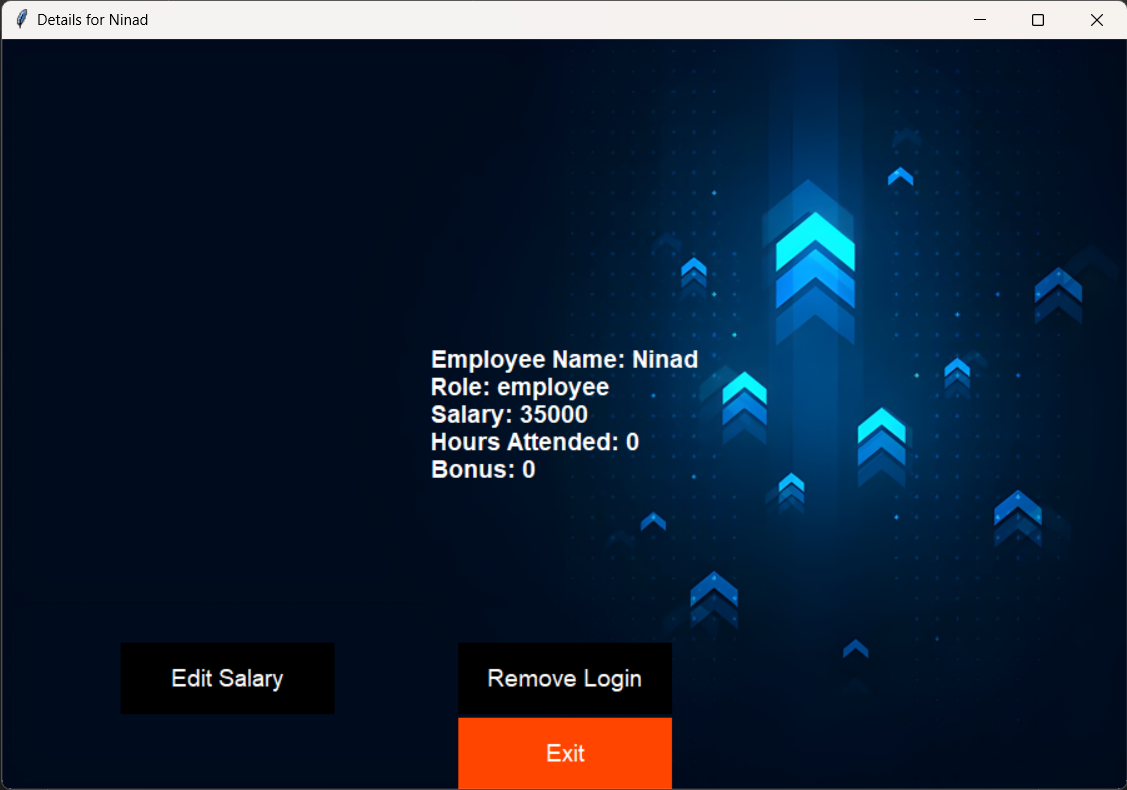 Details for Ninad
Employee Name: Ninad
Role: employee
Salary: 35000
Hours Attended: 0
Bonus: 0
Edit Salary
Remove Login
Exit